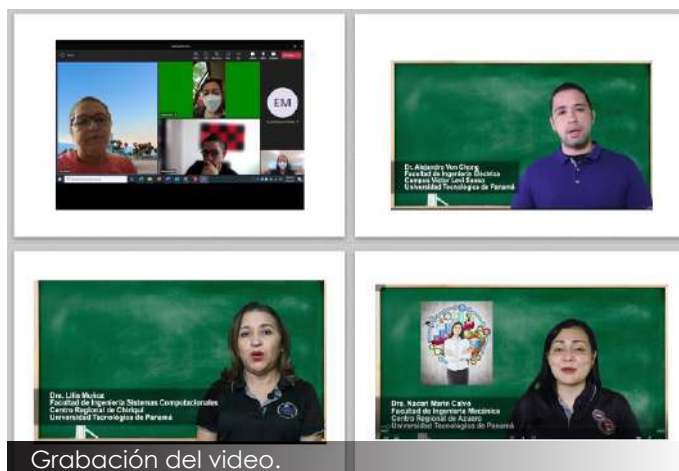 EM
Dr. Alejandro Von Chong
Facultad de Ingeniería Eléctrica
Campus Víctor Levi Sasso
Universidad Tecnológica de Panamá
Dra. Lilia Muñoz
Facultad de Ingeniería Sistemas Computacionales
Centro Regional de Chiriquí
Universidad Tecnológica de Panamá
Dra. Nacari Marín Calvo
Facultad de Ingeniería Mecánica
Centro Regional de Azuero
Universidad Tecnológica de Panamá
Grabación del video.